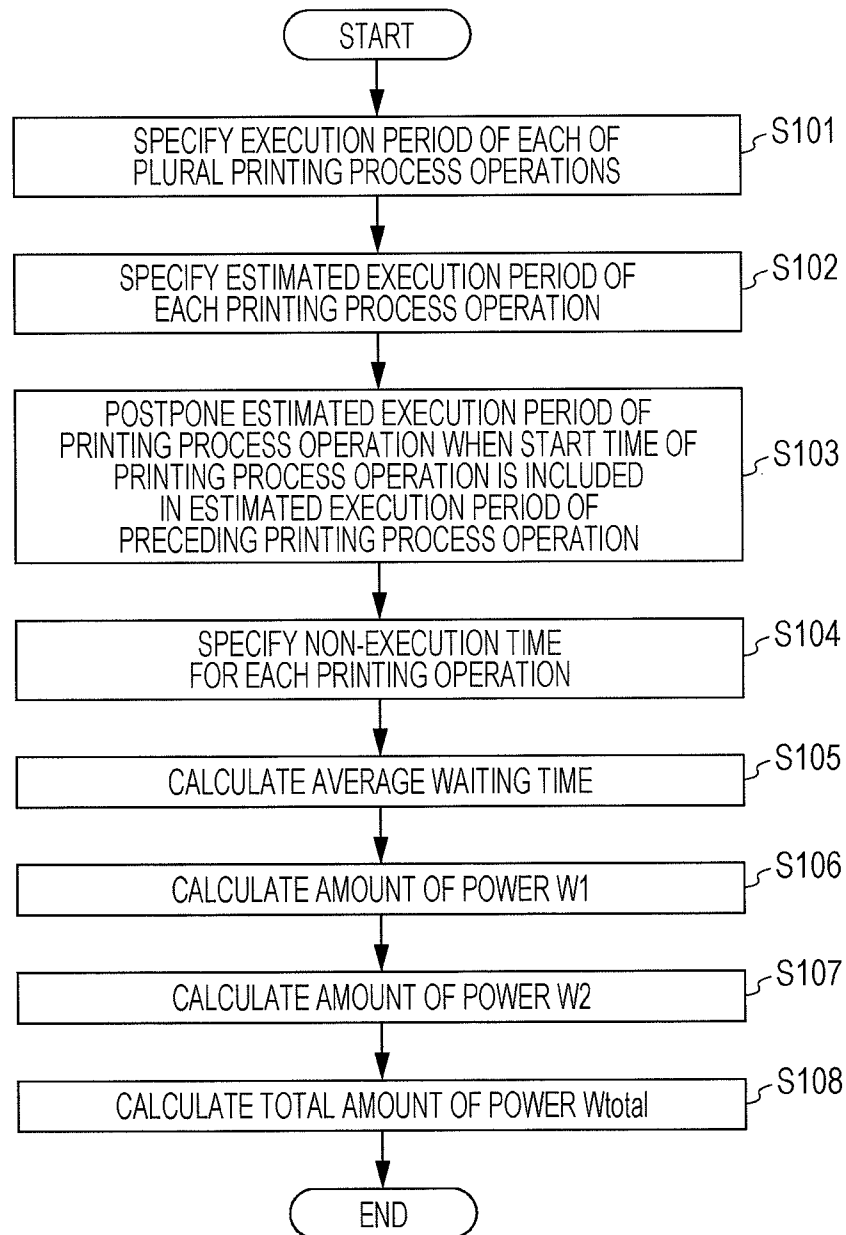 START
SPECIFY EXECUTION PERIOD OF EACH OF
PLURAL PRINTING PROCESS OPERATIONS
S101
SPECIFY ESTIMATED EXECUTION PERIOD OF
EACH PRINTING PROCESS OPERATION
S102
POSTPONE ESTIMATED EXECUTION PERIOD OF
PRINTING PROCESS OPERATION WHEN START TIME OF
PRINTING PROCESS OPERATION IS INCLUDED
IN ESTIMATED EXECUTION PERIOD OF
PRECEDING PRINTING PROCESS OPERATION
S103
SPECIFY NON-EXECUTION TIME
FOR EACH PRINTING OPERATION
S104
CALCULATE AVERAGE WAITING TIME
S105
CALCULATE AMOUNT OF POWER W1
S106
CALCULATE AMOUNT OF POWER W2
S107
CALCULATE TOTAL AMOUNT OF POWER Wtotal
S108
END